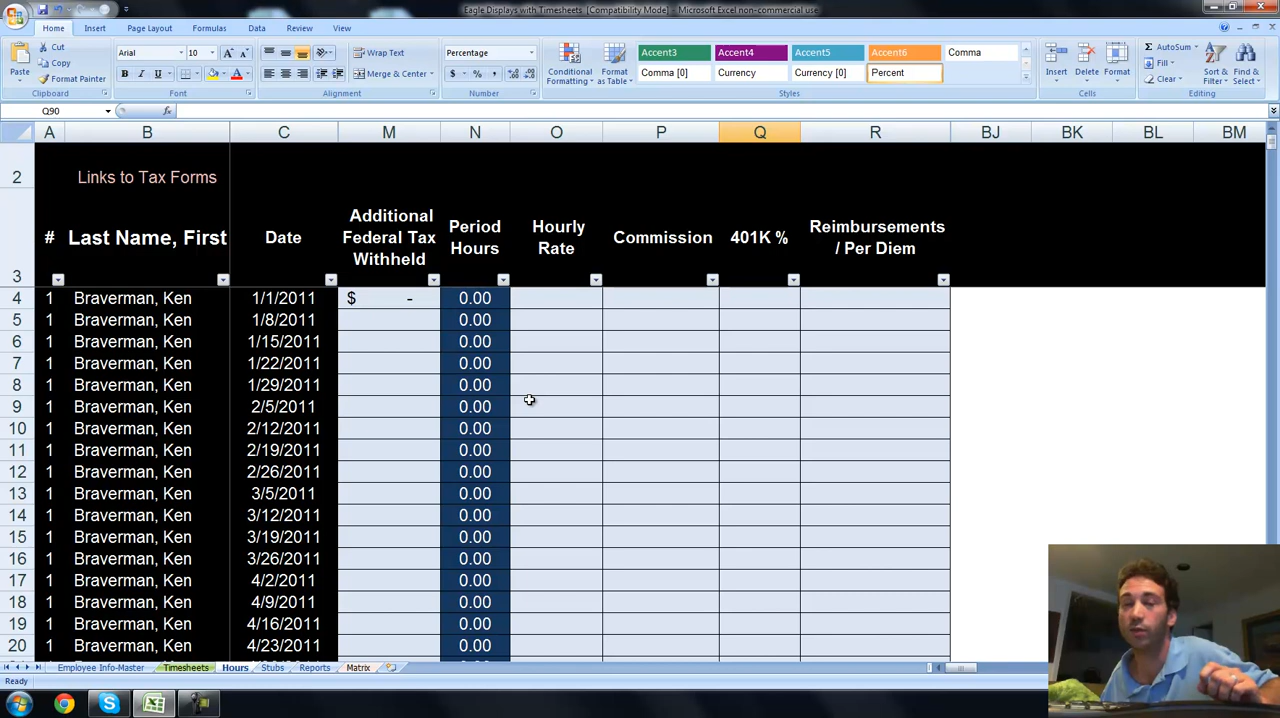 Eagle Displays with Timesheets [Compatibility Mode] - Microsoft Excel non-commercial use
Home Insert Page Layout Formulas Data Review View
Cut Arial 10 Wrap Text Percentage Accent3 Accent4 Accent5 Accent6 Comma AutoSum
Copy Fill
Paste Format Painter B I U A Merge & Center $ % , Conditional Formatting Format as Table Comma [0] Currency Currency [0] Percent Insert Delete Format Clear Sort & Filter Find & Select
Clipboard Font Alignment Number Styles Cells Editing
Q90 fx
A B C M N O P Q R BJ BK BL BM
2 Links to Tax Forms
3 # Last Name, First Date Additional Federal Tax Withheld Period Hours Hourly Rate Commission 401K % Reimbursements / Per Diem
4 1 Braverman, Ken 1/1/2011 $ - 0.00
5 1 Braverman, Ken 1/8/2011 0.00
6 1 Braverman, Ken 1/15/2011 0.00
7 1 Braverman, Ken 1/22/2011 0.00
8 1 Braverman, Ken 1/29/2011 0.00
9 1 Braverman, Ken 2/5/2011 0.00
10 1 Braverman, Ken 2/12/2011 0.00
11 1 Braverman, Ken 2/19/2011 0.00
12 1 Braverman, Ken 2/26/2011 0.00
13 1 Braverman, Ken 3/5/2011 0.00
14 1 Braverman, Ken 3/12/2011 0.00
15 1 Braverman, Ken 3/19/2011 0.00
16 1 Braverman, Ken 3/26/2011 0.00
17 1 Braverman, Ken 4/2/2011 0.00
18 1 Braverman, Ken 4/9/2011 0.00
19 1 Braverman, Ken 4/16/2011 0.00
20 1 Braverman, Ken 4/23/2011 0.00
Employee Info-Master Timesheets Hours Stubs Reports Matrix
Ready